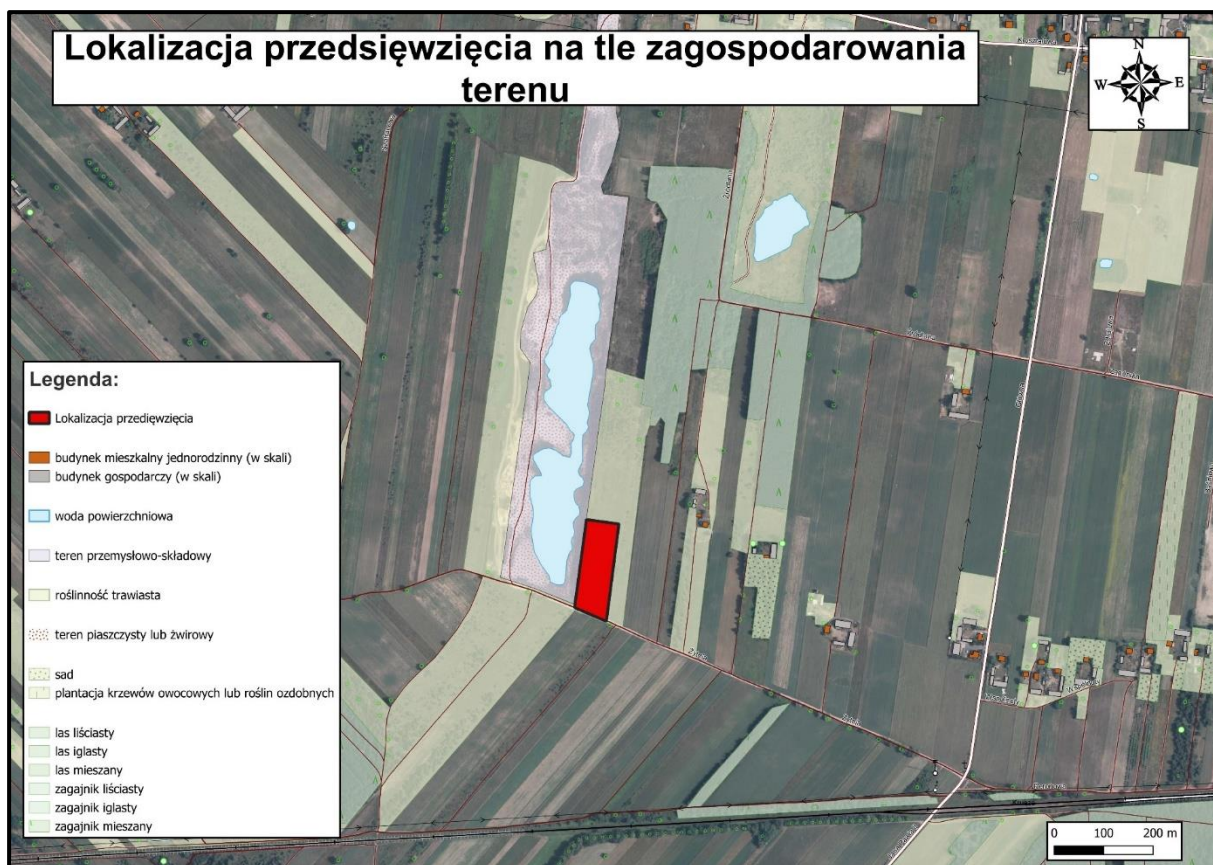 Lokalizacja przedsięwzięcia na tle zagospodarowania
terenu
N
W E
S
Legenda:
Lokalizacja przedięwzięcia
budynek mieszkalny jednorodzinny (w skali)
budynek gospodarczy (w skali)
woda powierzchniowa
teren przemysłowo-składowy
roślinność trawiasta
teren piaszczysty lub żwirowy
sad
plantacja krzewów owocowych lub roślin ozdobnych
las liściasty
las iglasty
las mieszany
zagajnik liściasty
zagajnik iglasty
zagajnik mieszany
0 100 200 m